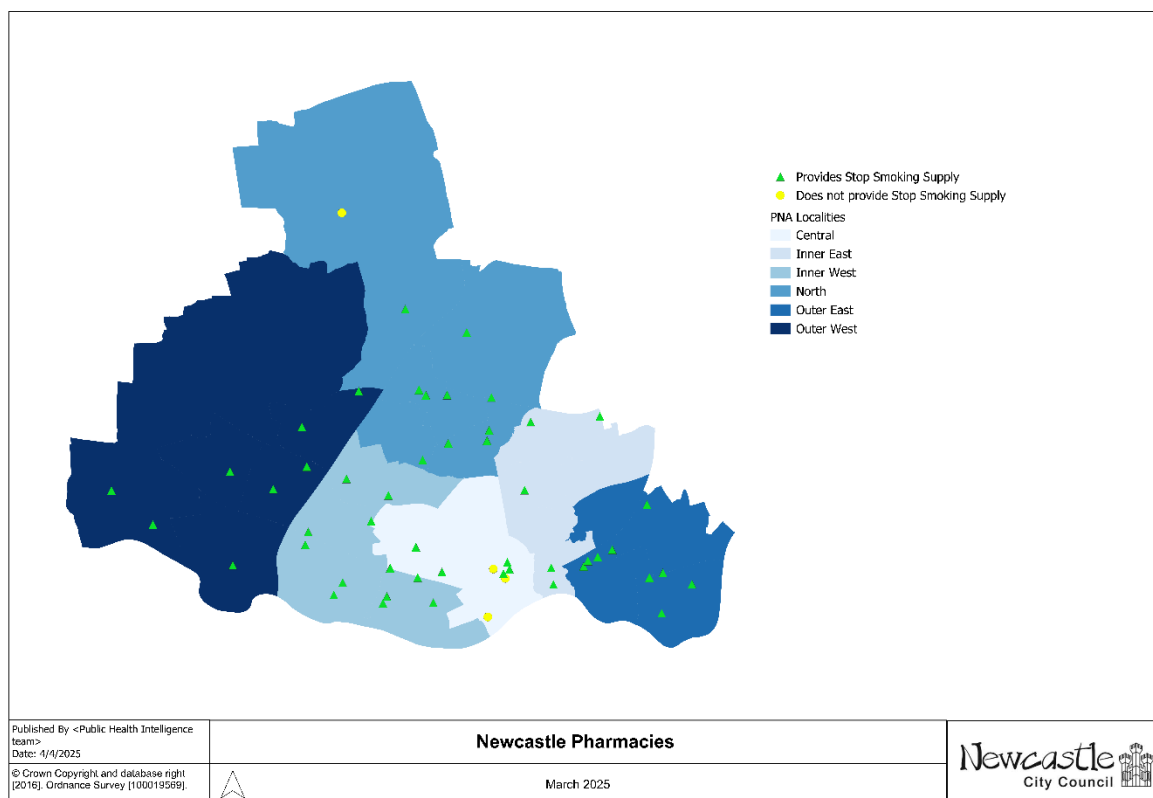 Provides Stop Smoking Supply
Does not provide Stop Smoking Supply
PNA Localities
Central
Inner East
Inner West
North
Outer East
Outer West
Published By <Public Health Intelligence
team>
Date: 4/4/2025
© Crown Copyright and database right
[2016]. Ordnance Survey [100019569].
Newcastle Pharmacies
March 2025
Newcastle
City Council